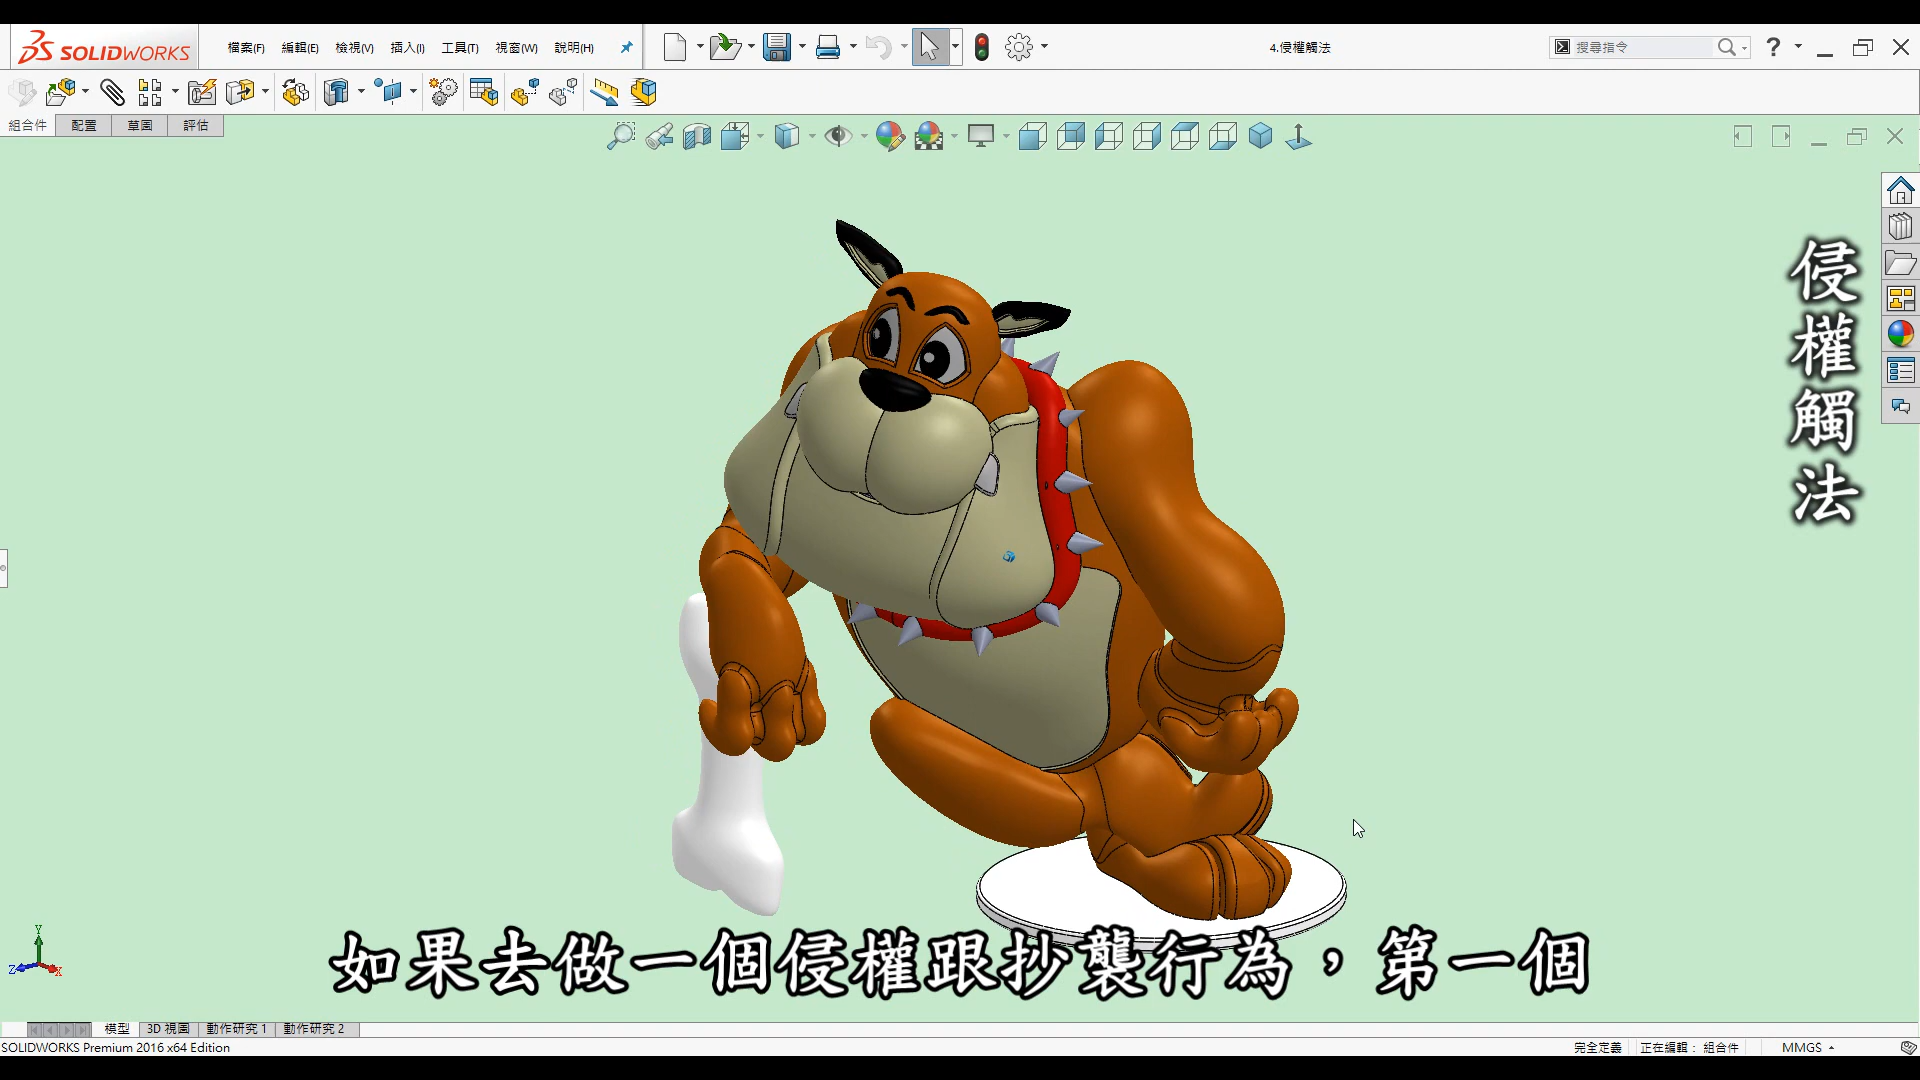 SOLIDWORKS
檔案(F) 編輯(E) 檢視(V) 插入(I) 工具(T) 視窗(W) 說明(H)
4.侵權觸法
搜尋指令
組合件 配置 草圖 評估
侵權觸法
Y
Z X
如果去做一個侵權跟抄襲行為，第一個
模型 3D 視圖 動作研究 1 動作研究 2
SOLIDWORKS Premium 2016 x64 Edition
完全定義 正在編輯： 組合件 MMGS